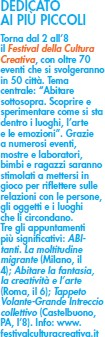 DEDICATO
AI PIÙ PICCOLI
Torna dal 2 all'8
il Festival della Cultura
Creativa, con oltre 70
eventi che si svolgeranno
in 50 città. Tema
centrale: “Abitare
sottosopra. Scoprire e
sperimentare come si sta
dentro i luoghi, l'arte
e le emozioni”. Grazie
a numerosi eventi,
mostre e laboratori,
bimbi e ragazzi saranno
stimolati a mettersi in
gioco per riflettere sulle
relazioni con le persone,
gli oggetti e i luoghi
che li circondano.
Tre gli appuntamenti
più significativi: ABI-
tanti. La moltitudine
migrante (Milano, il
4); Abitare la fantasia,
la creatività e l'arte
(Roma, il 6); Tappeto
Volante-Grande Intreccio
collettivo (Castelbuono,
PA, l'8). Info: www.
festivalculturacreativa.it